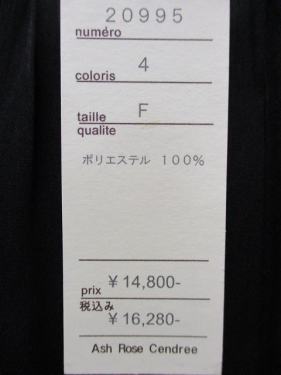 20995
numéro
coloris 4
taille F
qualite
ポリエステル 100%
prix ¥14,800-
税込み
¥16,280-
Ash Rose Cendree